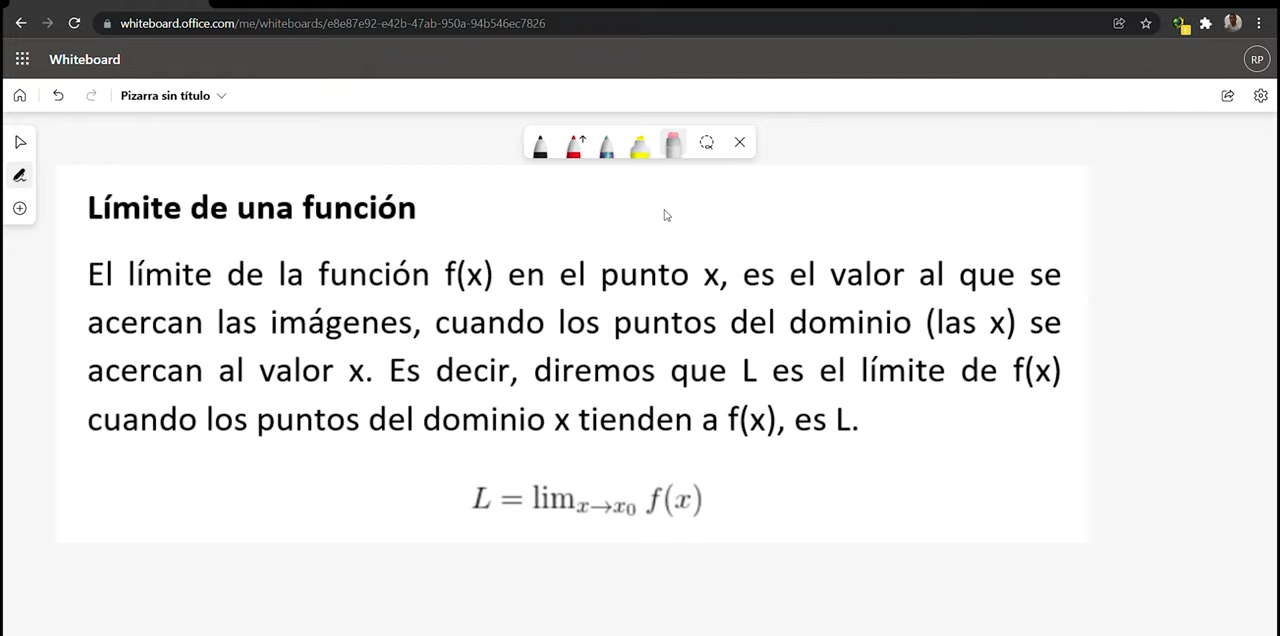 whiteboard.office.com/me/whiteboards/e8e87e92-e42b-47ab-950a-94b546ec7826
Whiteboard
RP
Pizarra sin título
Límite de una función
El límite de la función f(x) en el punto x, es el valor al que se
acercan las imágenes, cuando los puntos del dominio (las x) se
acercan al valor x. Es decir, diremos que L es el límite de f(x)
cuando los puntos del dominio x tienden a f(x), es L.
L = lim x→x₀ f(x)